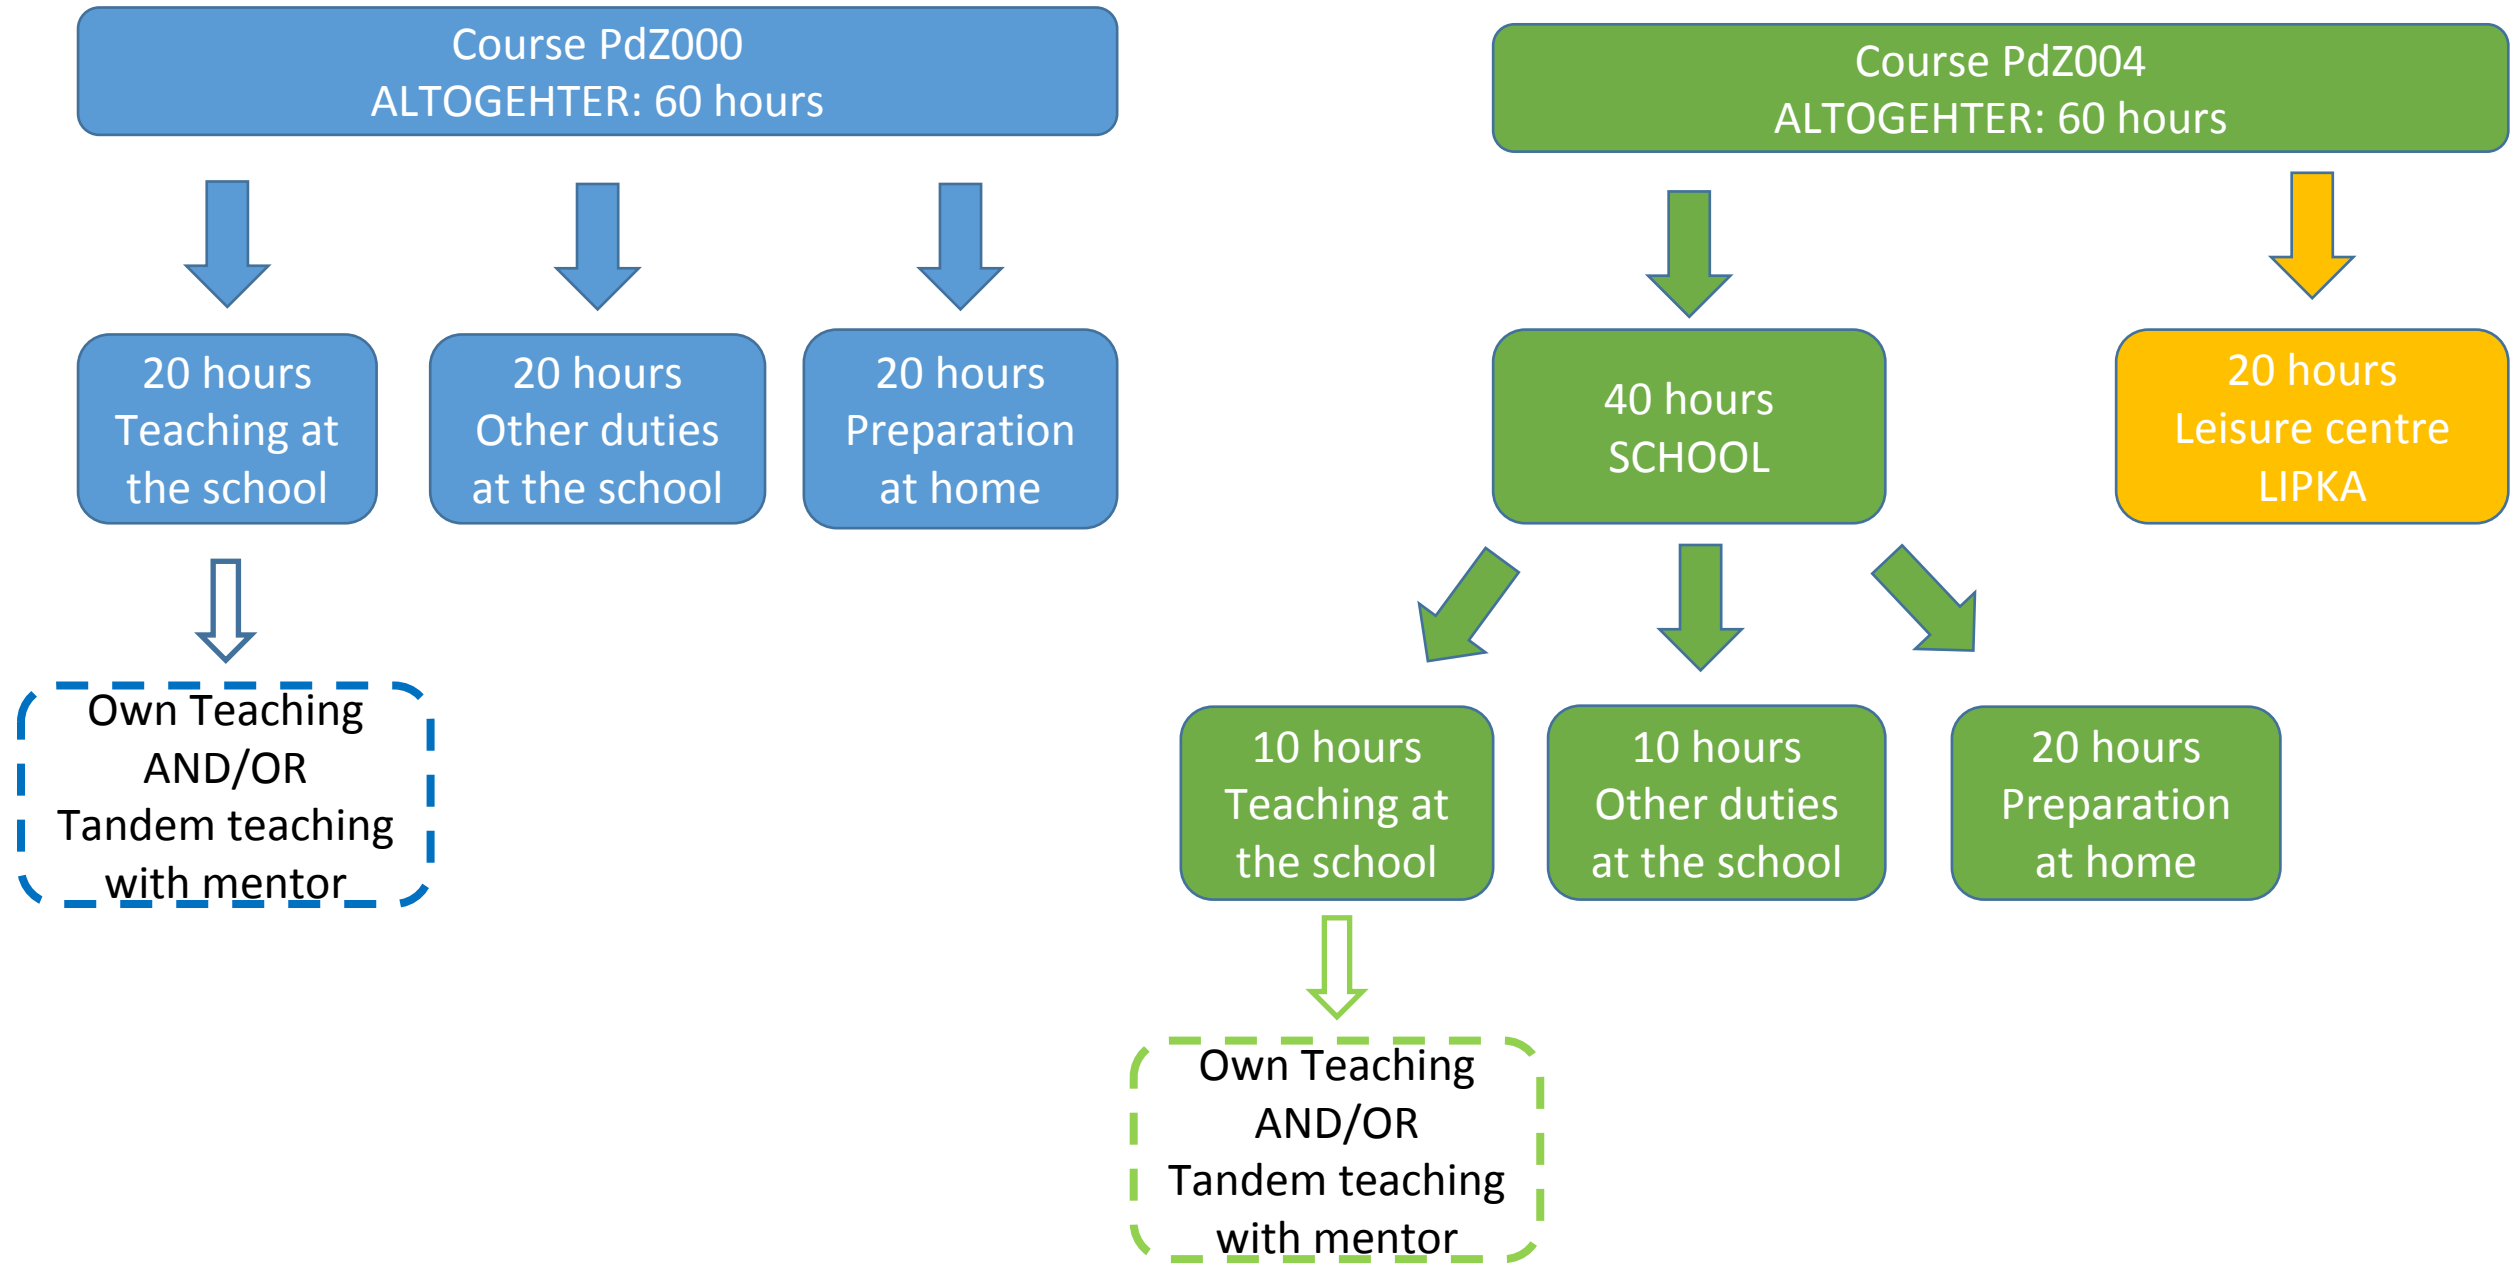 Course PdZ000
ALTOGEHTER: 60 hours
20 hours
Teaching at
the school
20 hours
Other duties
at the school
20 hours
Preparation
at home
Own Teaching
AND/OR
Tandem teaching
with mentor
Course PdZ004
ALTOGEHTER: 60 hours
40 hours
SCHOOL
20 hours
Leisure centre
LIPKA
10 hours
Teaching at
the school
10 hours
Other duties
at the school
20 hours
Preparation
at home
Own Teaching
AND/OR
Tandem teaching
with mentor